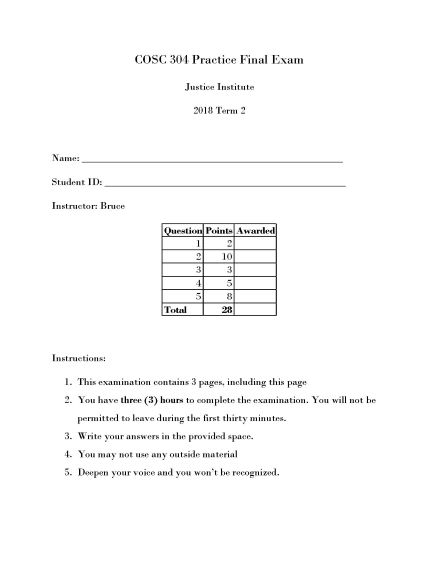 COSC 304 Practice Final Exam
Justice Institute
2018 Term 2
Name:
Student ID:
Instructor: Bruce
Question Points Awarded
1 2
2 10
3 3
4 5
5 8
Total 28
Instructions:
1. This examination contains 3 pages, including this page
2. You have three (3) hours to complete the examination. You will not be
permitted to leave during the first thirty minutes.
3. Write your answers in the provided space.
4. You may not use any outside material
5. Deepen your voice and you won't be recognized.